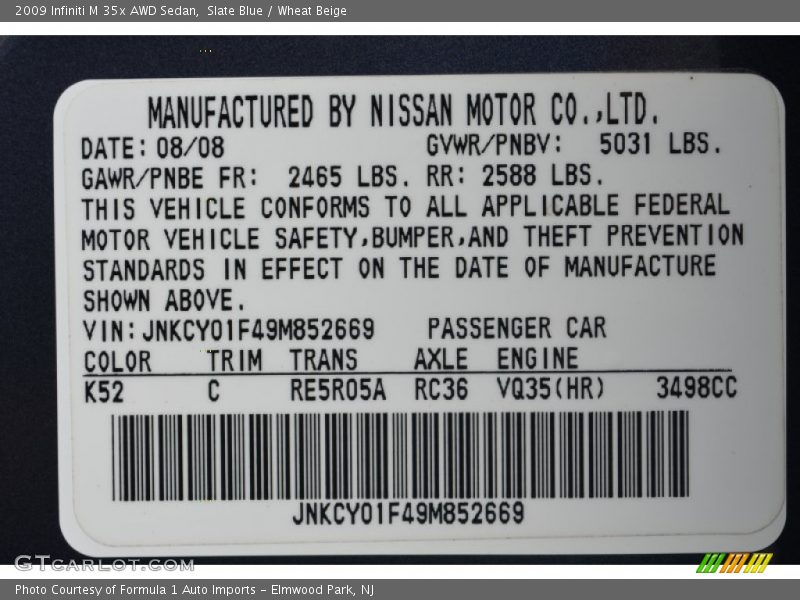 2009 Infiniti M 35x AWD Sedan,  Slate Blue / Wheat Beige
MANUFACTURED BY NISSAN MOTOR CO.,LTD.
DATE: 08/08 GVWR/PNBV: 5031 LBS.
GAWR/PNBE FR: 2465 LBS. RR: 2588 LBS.
THIS VEHICLE CONFORMS TO ALL APPLICABLE FEDERAL
MOTOR VEHICLE SAFETY,BUMPER,AND THEFT PREVENTION
STANDARDS IN EFFECT ON THE DATE OF MANUFACTURE
SHOWN ABOVE.
VIN: JNKCY01F49M852669 PASSENGER CAR
COLOR TRIM TRANS AXLE ENGINE
K52 C RE5R05A RC36 VQ35(HR) 3498CC
JNKCY01F49M852669
GTcarlot.com
Photo Courtesy of Formula 1 Auto Imports - Elmwood Park, NJ